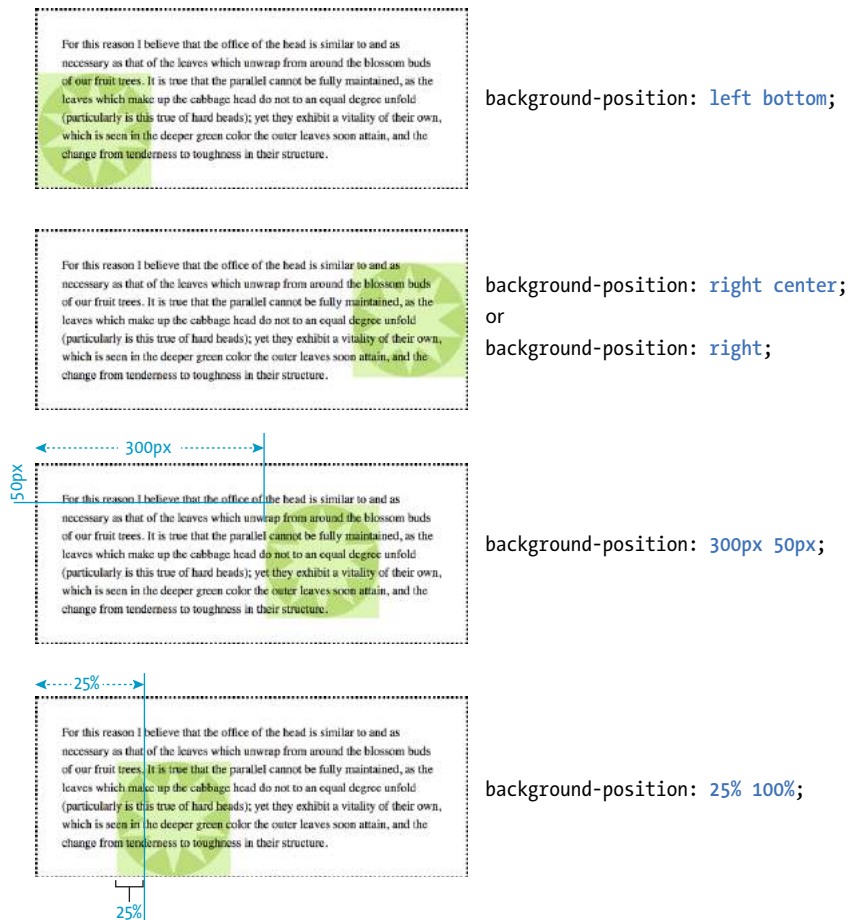 For this reason I believe that the office of the head is similar to and as
necessary as that of the leaves which unwrap from around the blossom buds
of our fruit trees. It is true that the parallel cannot be fully maintained, as the
leaves which make up the cabbage head do not to an equal degree unfold
(particularly is this true of hard heads); yet they exhibit a vitality of their own,
which is seen in the deeper green color the outer leaves soon attain, and the
change from tenderness to toughness in their structure.
background-position: left bottom;
For this reason I believe that the office of the head is similar to and as
necessary as that of the leaves which unwrap from around the blossom buds
of our fruit trees. It is true that the parallel cannot be fully maintained, as the
leaves which make up the cabbage head do not to an equal degree unfold
(particularly is this true of hard heads); yet they exhibit a vitality of their own,
which is seen in the deeper green color the outer leaves soon attain, and the
change from tenderness to toughness in their structure.
background-position: right center;
or
background-position: right;
300px
50px
For this reason I believe that the office of the head is similar to and as
necessary as that of the leaves which unwrap from around the blossom buds
of our fruit trees. It is true that the parallel cannot be fully maintained, as the
leaves which make up the cabbage head do not to an equal degree unfold
(particularly is this true of hard heads); yet they exhibit a vitality of their own,
which is seen in the deeper green color the outer leaves soon attain, and the
change from tenderness to toughness in their structure.
background-position: 300px 50px;
25%
For this reason I believe that the office of the head is similar to and as
necessary as that of the leaves which unwrap from around the blossom buds
of our fruit trees. It is true that the parallel cannot be fully maintained, as the
leaves which make up the cabbage head do not to an equal degree unfold
(particularly is this true of hard heads); yet they exhibit a vitality of their own,
which is seen in the deeper green color the outer leaves soon attain, and the
change from tenderness to toughness in their structure.
background-position: 25% 100%;
25%